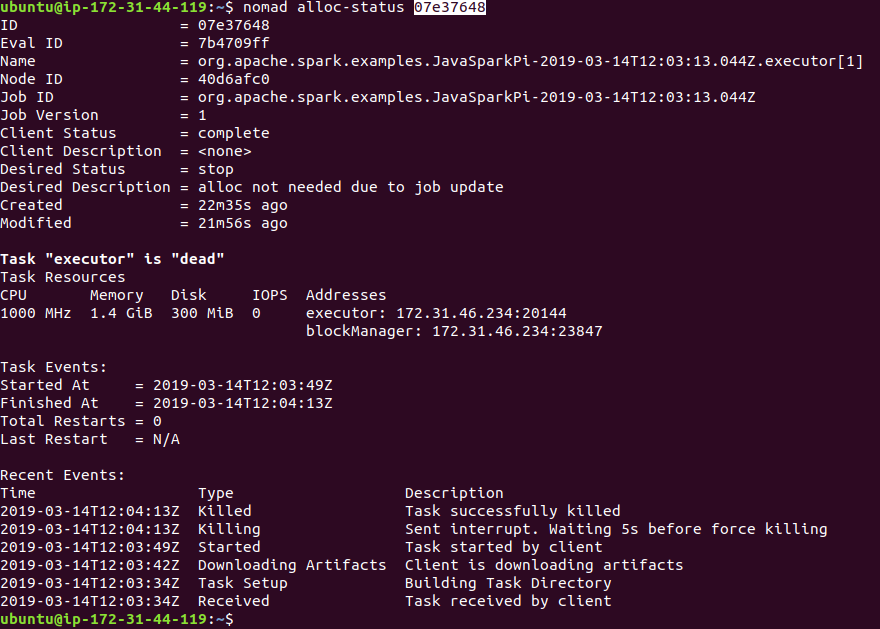 ubuntu@ip-172-31-44-119:~$ nomad alloc-status 07e37648
ID                  = 07e37648
Eval ID             = 7b4709ff
Name                = org.apache.spark.examples.JavaSparkPi-2019-03-14T12:03:13.044Z.executor[1]
Node ID             = 40d6afc0
Job ID              = org.apache.spark.examples.JavaSparkPi-2019-03-14T12:03:13.044Z
Job Version         = 1
Client Status       = complete
Client Description  = <none>
Desired Status      = stop
Desired Description = alloc not needed due to job update
Created             = 22m35s ago
Modified            = 21m56s ago

Task "executor" is "dead"
Task Resources
CPU       Memory   Disk     IOPS  Addresses
1000 MHz  1.4 GiB  300 MiB  0     executor: 172.31.46.234:20144
                                  blockManager: 172.31.46.234:23847

Task Events:
Started At     = 2019-03-14T12:03:49Z
Finished At    = 2019-03-14T12:04:13Z
Total Restarts = 0
Last Restart   = N/A

Recent Events:
Time                  Type                   Description
2019-03-14T12:04:13Z  Killed                 Task successfully killed
2019-03-14T12:04:13Z  Killing                Sent interrupt. Waiting 5s before force killing
2019-03-14T12:03:49Z  Started                Task started by client
2019-03-14T12:03:42Z  Downloading Artifacts  Client is downloading artifacts
2019-03-14T12:03:34Z  Task Setup             Building Task Directory
2019-03-14T12:03:34Z  Received               Task received by client
ubuntu@ip-172-31-44-119:~$